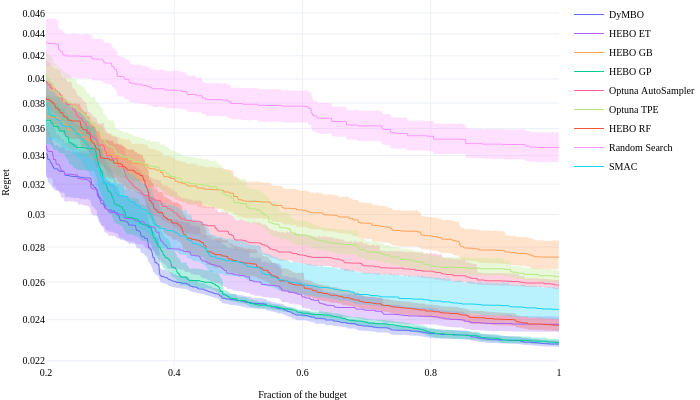 0.046
0.044
0.042
0.04
0.038
0.036
0.034
0.032
0.03
0.028
0.026
0.024
0.022
Regret
0.2
0.4
0.6
0.8
1
Fraction of the budget
DyMBO
HEBO ET
HEBO GB
HEBO GP
Optuna AutoSampler
Optuna TPE
HEBO RF
Random Search
SMAC